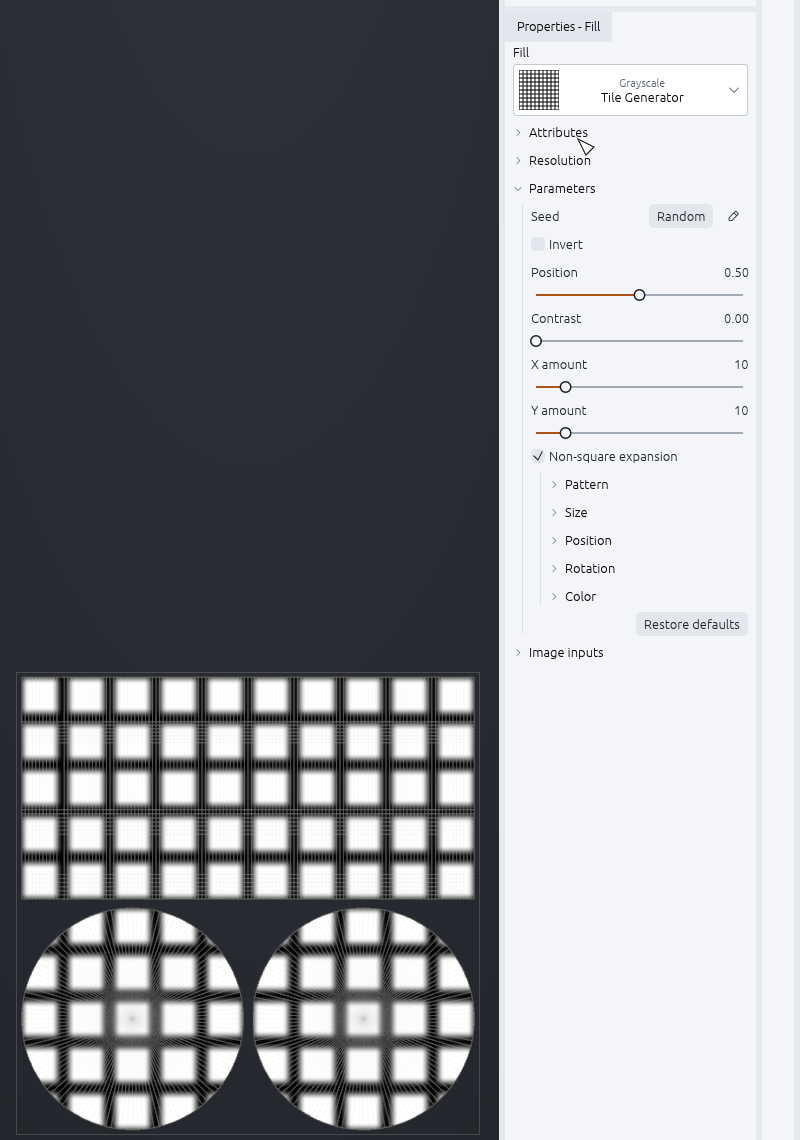 Properties - Fill
Fill
Grayscale
Tile Generator
Attributes
Resolution
Parameters
Seed Random
Invert
Position 0.50
Contrast 0.00
X amount 10
Y amount 10
Non-square expansion
Pattern
Size
Position
Rotation
Color
Restore defaults
Image inputs